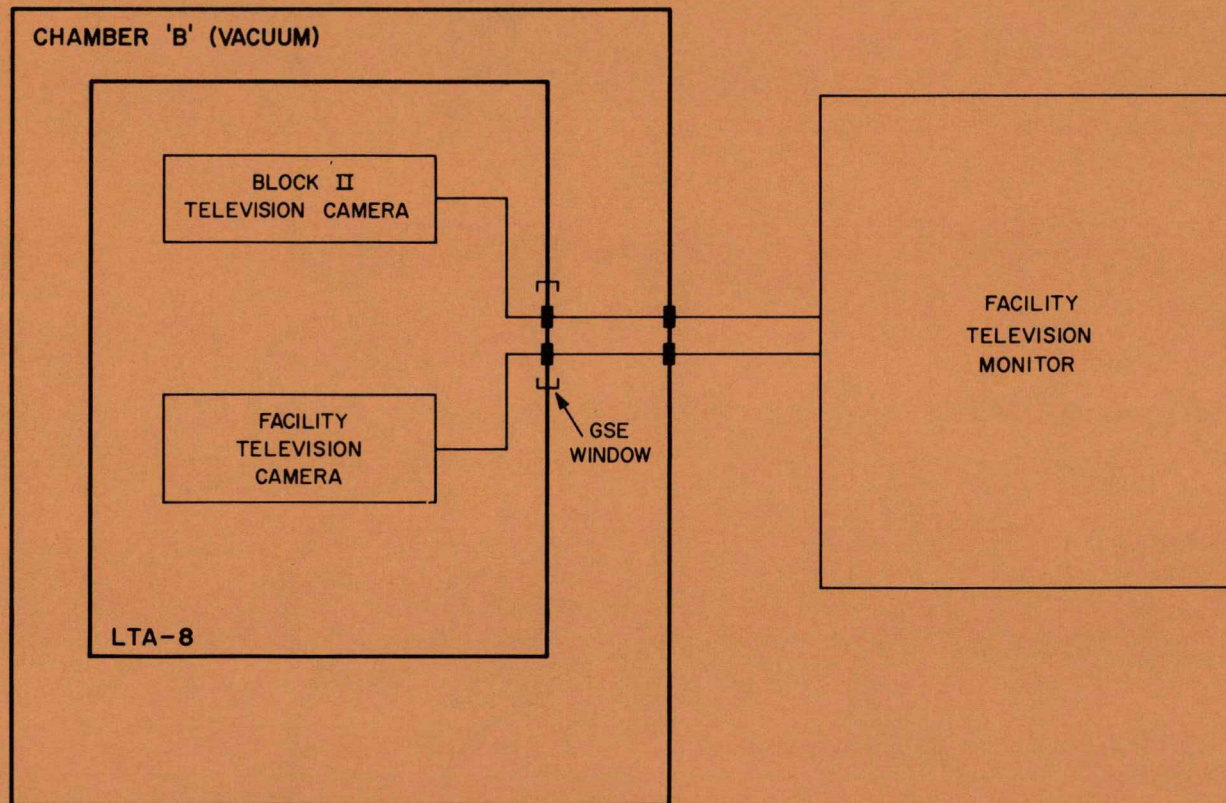 CHAMBER 'B' (VACUUM)
BLOCK II
TELEVISION CAMERA
FACILITY
TELEVISION
CAMERA
GSE
WINDOW
LTA-8
FACILITY
TELEVISION
MONITOR